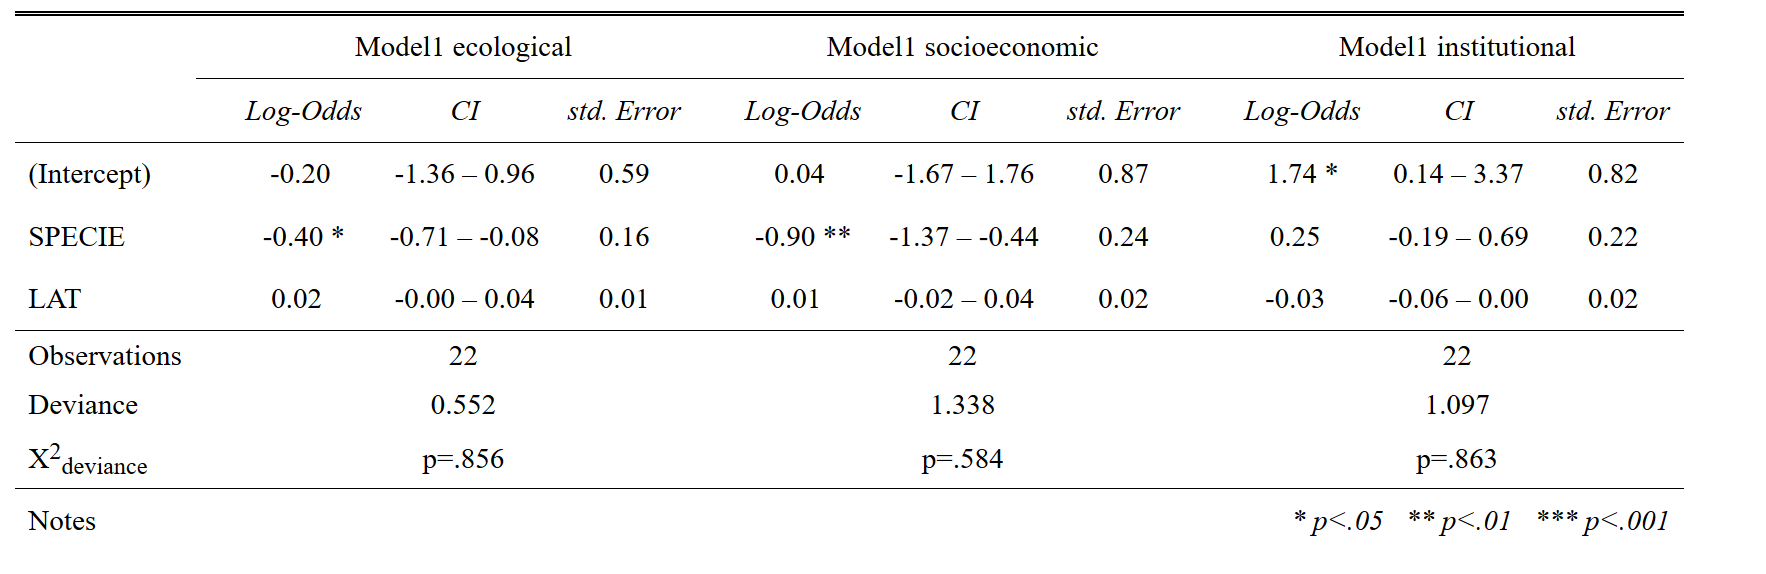 Model1 ecological Model1 socioeconomic Model1 institutional
Log-Odds CI std. Error Log-Odds CI std. Error Log-Odds CI std. Error
(Intercept) -0.20 -1.36 – 0.96 0.59 0.04 -1.67 – 1.76 0.87 1.74 * 0.14 – 3.37 0.82
SPECIE -0.40 * -0.71 – -0.08 0.16 -0.90 ** -1.37 – -0.44 0.24 0.25 -0.19 – 0.69 0.22
LAT 0.02 -0.00 – 0.04 0.01 0.01 -0.02 – 0.04 0.02 -0.03 -0.06 – 0.00 0.02
Observations 22 22 22
Deviance 0.552 1.338 1.097
X2deviance p=.856 p=.584 p=.863
Notes * p<.05 ** p<.01 *** p<.001